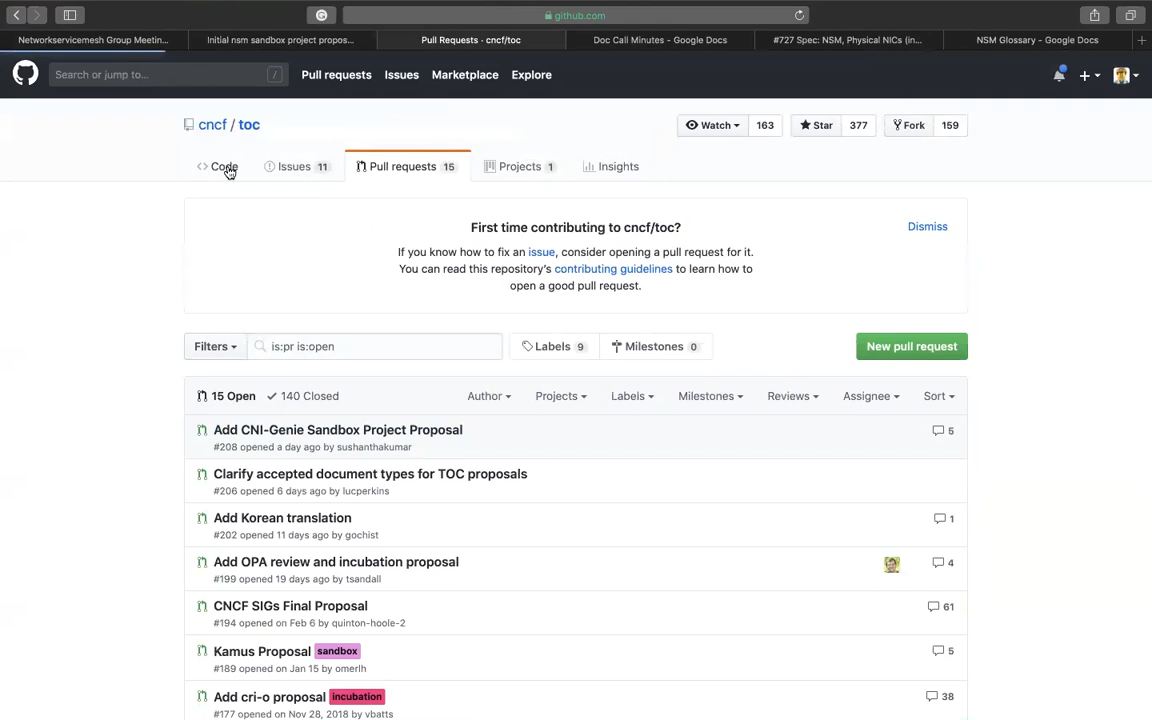 github.com
Networkservicemesh Group Meetin...
Initial nsm sandbox project propos...
Pull Requests · cncf/toc
Doc Call Minutes - Google Docs
#727 Spec: NSM, Physical NICs (in...
NSM Glossary - Google Docs
Search or jump to...
/
Pull requests
Issues
Marketplace
Explore
cncf / toc
Watch 163
Star 377
Fork 159
Code
Issues 11
Pull requests 15
Projects 1
Insights
First time contributing to cncf/toc?
Dismiss
If you know how to fix an issue, consider opening a pull request for it.
You can read this repository's contributing guidelines to learn how to
open a good pull request.
Filters
is:pr is:open
Labels 9
Milestones 0
New pull request
15 Open
140 Closed
Author
Projects
Labels
Milestones
Reviews
Assignee
Sort
Add CNI-Genie Sandbox Project Proposal
5
#208 opened a day ago by sushanthakumar
Clarify accepted document types for TOC proposals
#206 opened 6 days ago by lucperkins
Add Korean translation
1
#202 opened 11 days ago by gochist
Add OPA review and incubation proposal
4
#199 opened 19 days ago by tsandall
CNCF SIGs Final Proposal
61
#194 opened on Feb 6 by quinton-hoole-2
Kamus Proposal sandbox
5
#189 opened on Jan 15 by omerlh
Add cri-o proposal incubation
38
#177 opened on Nov 28, 2018 by vbatts